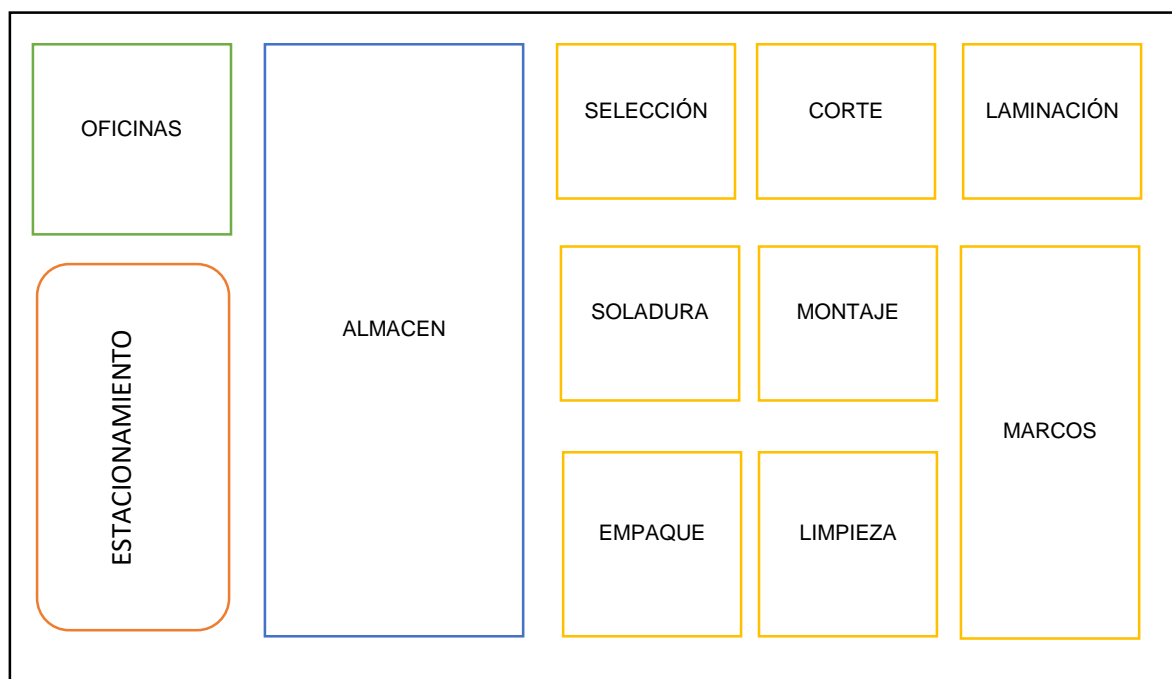 OFICINAS
ESTACIONAMIENTO
ALMACEN
SELECCIÓN
CORTE
LAMINACIÓN
SOLADURA
MONTAJE
MARCOS
EMPAQUE
LIMPIEZA